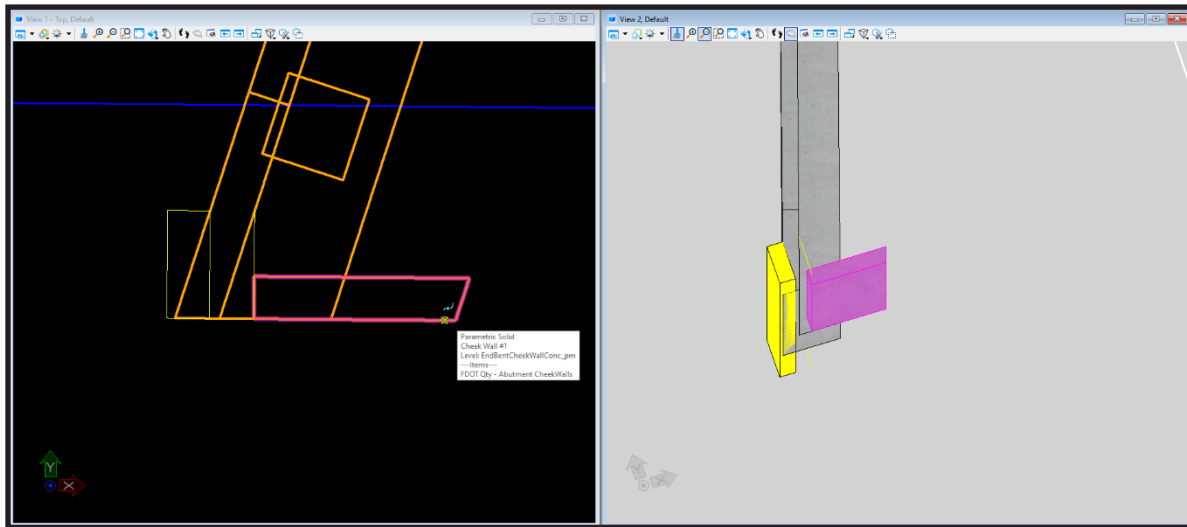 View 1 - Top, Default
View 2, Default
Parametric Solid
Cheek Wall #1
Level: EndBentCheekWallConc_pm
---Items---
FDOT Qty - Abutment CheekWalls
Y
X
Y
X